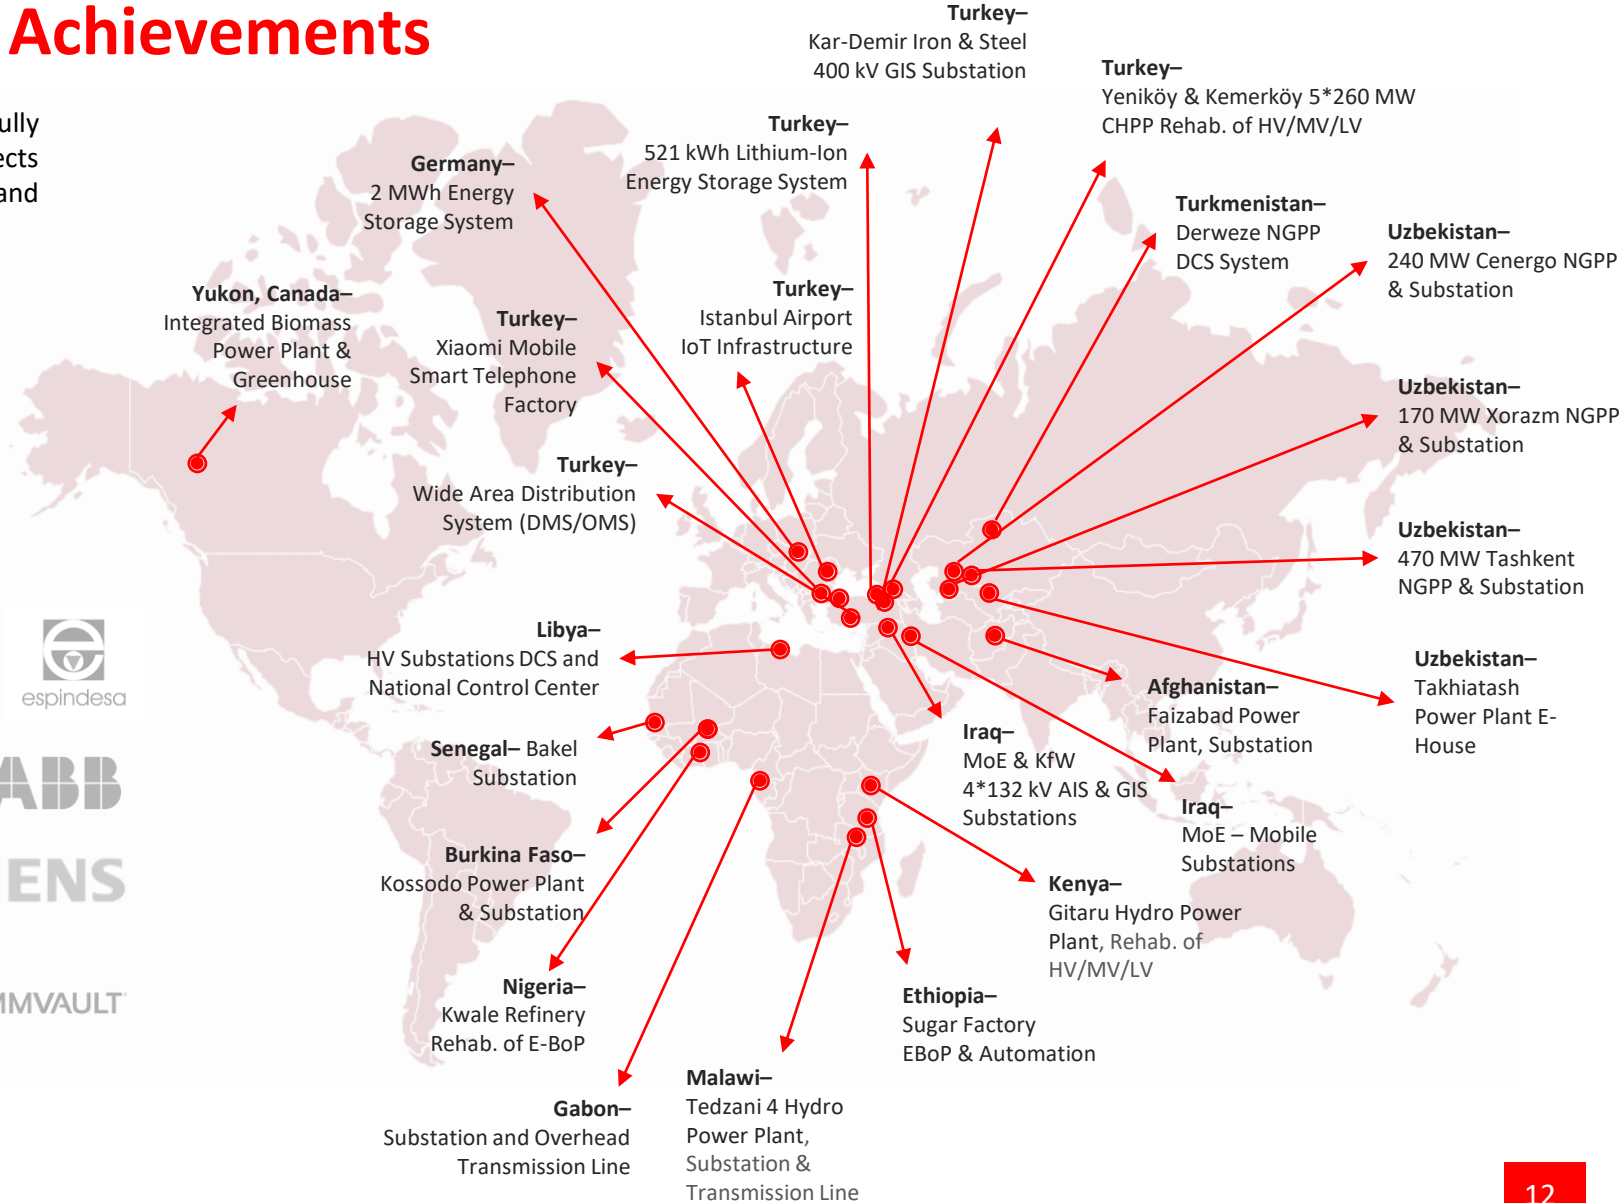 Achievements
Turkey–
Kar-Demir Iron & Steel
400 kV GIS Substation
Turkey–
Yeniköy & Kemerköy 5*260 MW
CHPP Rehab. of HV/MV/LV
ully
ects
and
Germany–
2 MWh Energy
Storage System
Turkey–
521 kWh Lithium-Ion
Energy Storage System
Turkmenistan–
Derweze NGPP
DCS System
Uzbekistan–
240 MW Cenergo NGPP
& Substation
Yukon, Canada–
Integrated Biomass
Power Plant &
Greenhouse
Turkey–
Xiaomi Mobile
Smart Telephone
Factory
Turkey–
Istanbul Airport
IoT Infrastructure
Uzbekistan–
170 MW Xorazm NGPP
& Substation
Turkey–
Wide Area Distribution
System (DMS/OMS)
Uzbekistan–
470 MW Tashkent
NGPP & Substation
Libya–
HV Substations DCS and
National Control Center
Uzbekistan–
Takhiatash
Power Plant E-
House
espindesa
Afghanistan–
Faizabad Power
Plant, Substation
Senegal– Bakel
Substation
Iraq–
MoE & KfW
4*132 kV AIS & GIS
Substations
Iraq–
MoE – Mobile
Substations
ABB
Burkina Faso–
Kossodo Power Plant
& Substation
ENS
Kenya–
Gitaru Hydro Power
Plant, Rehab. of
HV/MV/LV
Nigeria–
Kwale Refinery
Rehab. of E-BoP
Ethiopia–
Sugar Factory
EBoP & Automation
MMVAULT
Gabon–
Substation and Overhead
Transmission Line
Malawi–
Tedzani 4 Hydro
Power Plant,
Substation &
Transmission Line
12